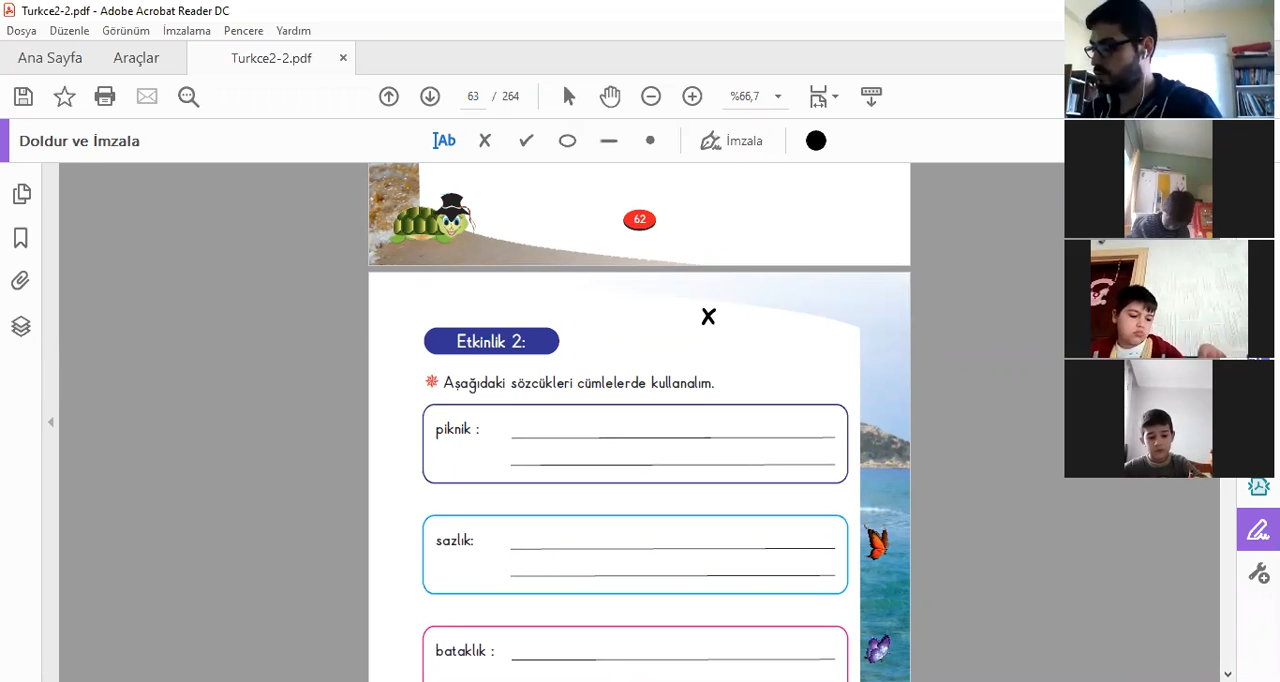 Turkce2-2.pdf - Adobe Acrobat Reader DC
Dosya Düzenle Görünüm İmzalama Pencere Yardım
Ana Sayfa Araçlar Turkce2-2.pdf ×
63 / 264 %66,7
Doldur ve İmzala Ab İmzala
62
x
Etkinlik 2:
Aşağıdaki sözcükleri cümlelerde kullanalım.
piknik :
sazlık:
bataklık :